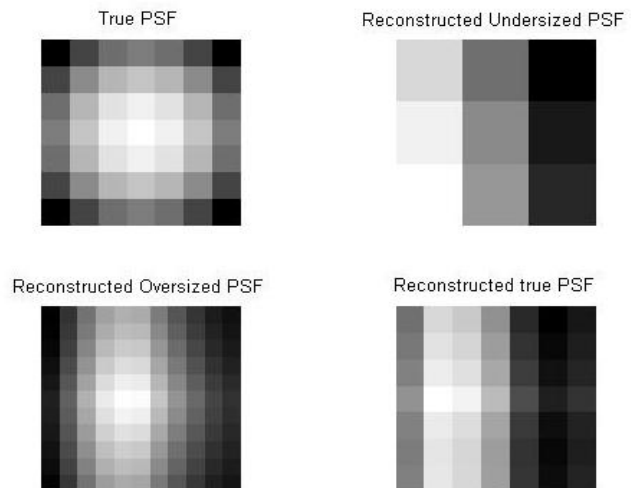 True PSF
Reconstructed Undersized PSF
Reconstructed Oversized PSF
Reconstructed true PSF